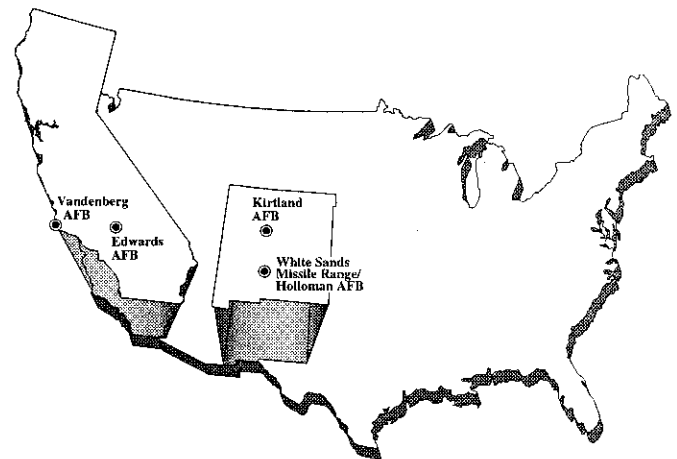 Vandenberg
AFB
Edwards
AFB
Kirtland
AFB
White Sands
Missile Range/
Holloman AFB